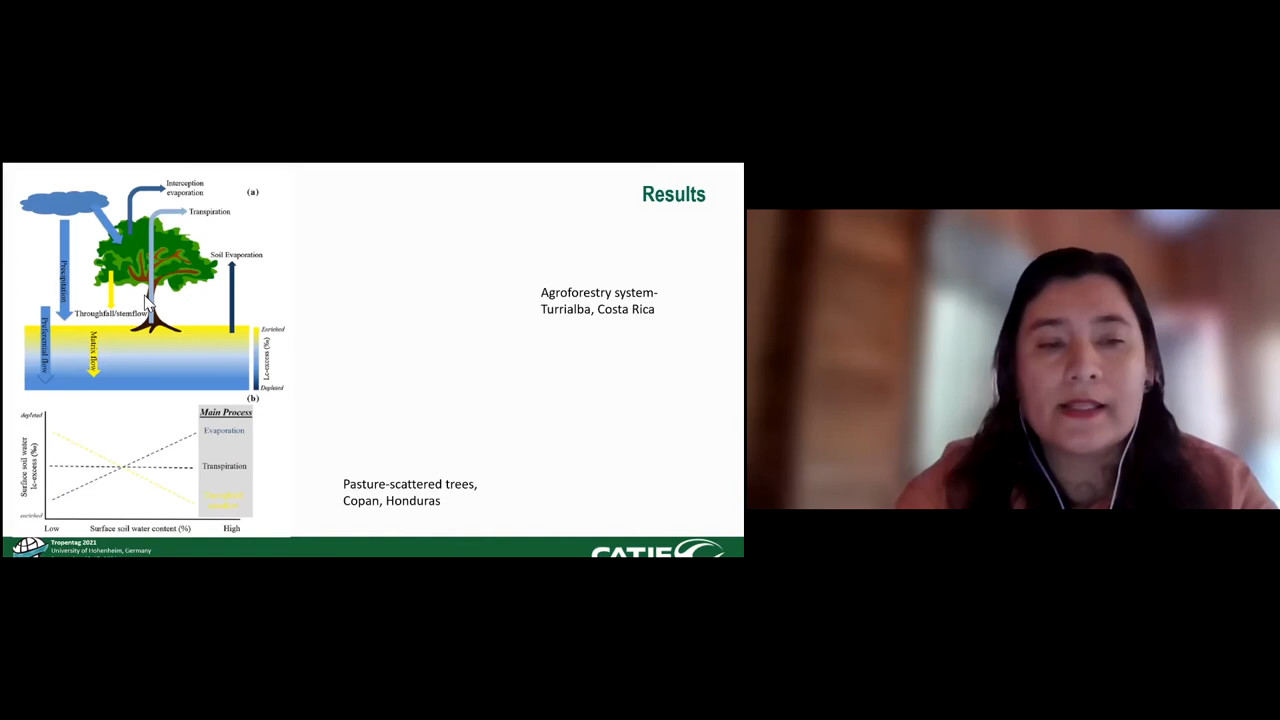 Results
Interception
evaporation
(a)
Transpiration
Soil Evaporation
Precipitation
Throughfall/stemflow
Preferential flow
Matrix flow
Enriched
Lc-excess (‰)
Depleted
(b)
Main Process
depleted
Evaporation
Surface soil water
lc-excess (‰)
Transpiration
enriched
Low
Surface soil water content (%)
High
Agroforestry system-
Turrialba, Costa Rica
Pasture-scattered trees,
Copan, Honduras
Tropentag 2021
University of Hohenheim, Germany
CATIE